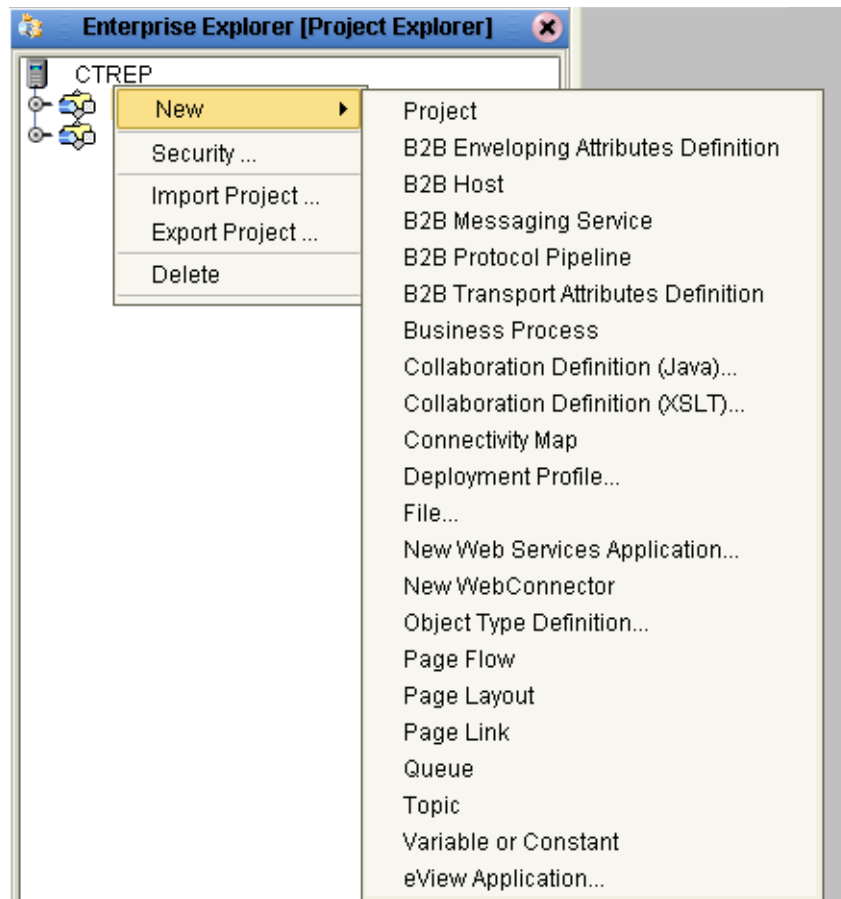 Enterprise Explorer [Project Explorer]
CTREP
New
Security ...
Import Project ...
Export Project ...
Delete
Project
B2B Enveloping Attributes Definition
B2B Host
B2B Messaging Service
B2B Protocol Pipeline
B2B Transport Attributes Definition
Business Process
Collaboration Definition (Java)...
Collaboration Definition (XSLT)...
Connectivity Map
Deployment Profile...
File...
New Web Services Application...
New WebConnector
Object Type Definition...
Page Flow
Page Layout
Page Link
Queue
Topic
Variable or Constant
eView Application...